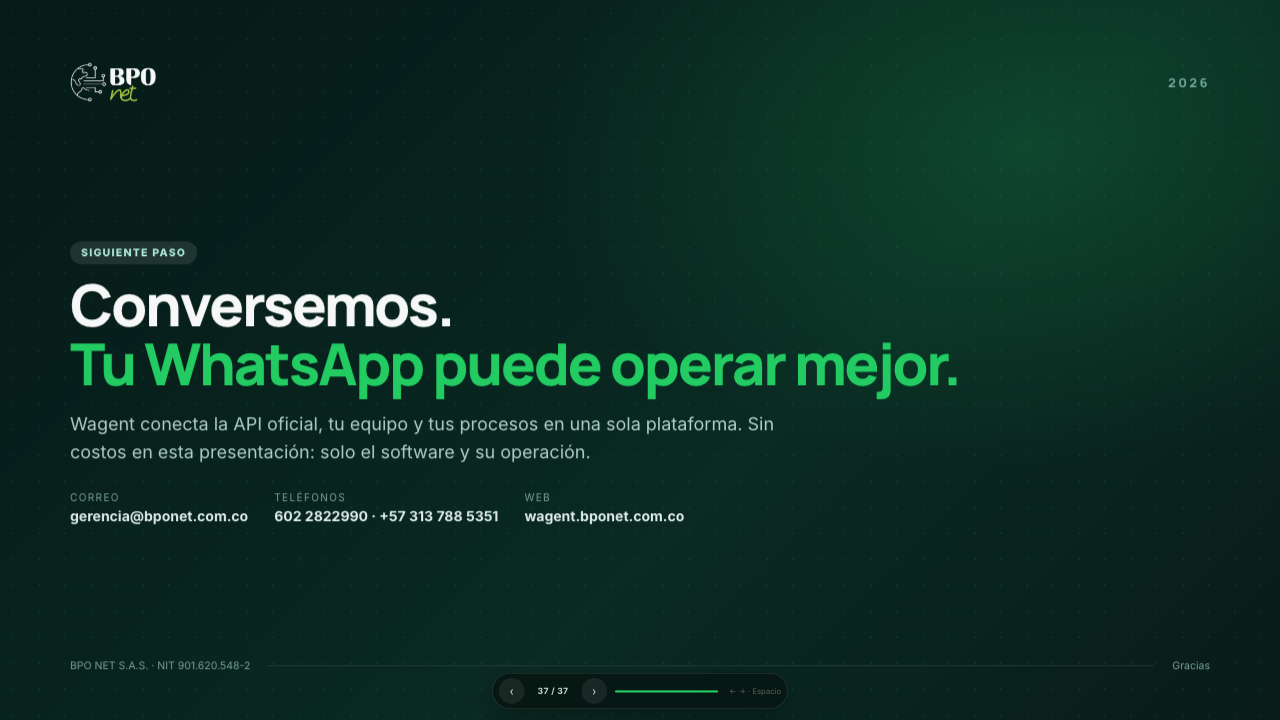 BPO
net
2026
SIGUIENTE PASO
Conversemos.
Tu WhatsApp puede operar mejor.
Wagent conecta la API oficial, tu equipo y tus procesos en una sola plataforma. Sin
costos en esta presentación: solo el software y su operación.
CORREO
gerencia@bponet.com.co
TELÉFONOS
602 2822990 · +57 313 788 5351
WEB
wagent.bponet.com.co
BPO NET S.A.S. · NIT 901.620.548-2
Gracias
‹ 37 / 37 › ← → · Espacio